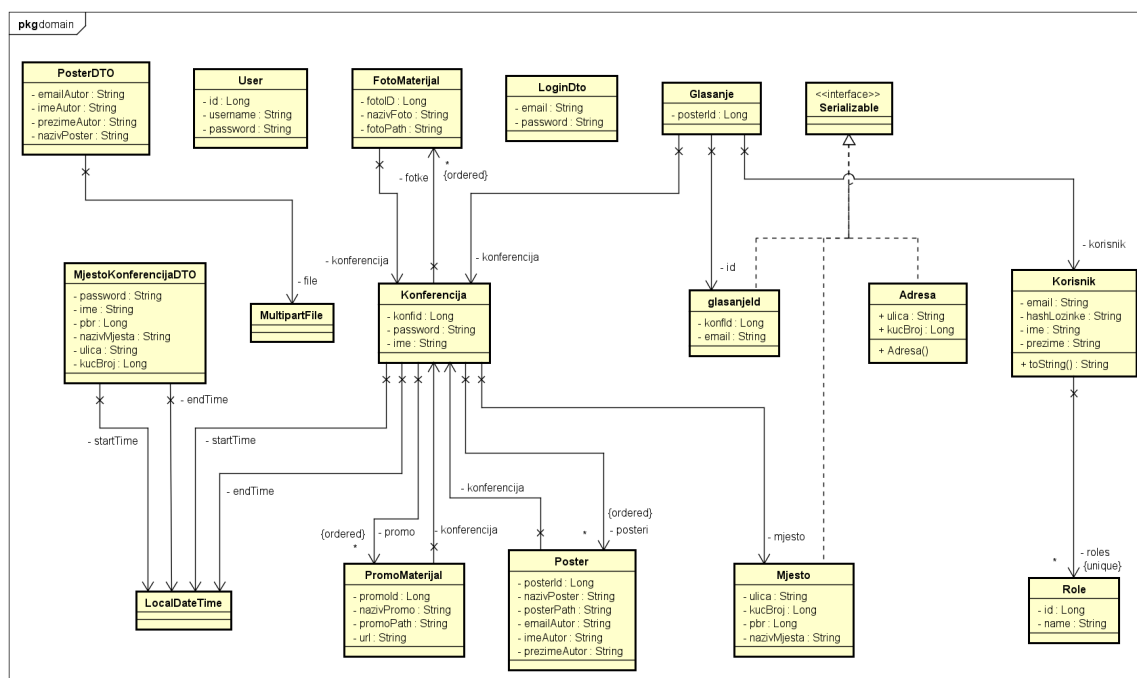 pkg domain
PosterDTO
- emailAutor : String
- imeAutor : String
- prezimeAutor : String
- nazivPoster : String
User
- id : Long
- username : String
- password : String
FotoMaterijal
- fotoID : Long
- nazivFoto : String
- fotoPath : String
LoginDto
- email : String
- password : String
Glasanje
- posterId : Long
<<interface>>
Serializable
*
{ordered}
- fotke
- konferencija
- konferencija
- id
- korisnik
- file
MjestoKonferencijaDTO
- password : String
- ime : String
- pbr : Long
- nazivMjesta : String
- ulica : String
- kucBroj : Long
MultipartFile
Konferencija
- konfid : Long
- password : String
- ime : String
glasanjeId
- konfId : Long
- email : String
Adresa
+ ulica : String
+ kucBroj : Long
+ Adresa()
Korisnik
- email : String
- hashLozinke : String
- ime : String
- prezime : String
+ toString() : String
- endTime
- startTime
- startTime
- endTime
- konferencija
{ordered}
*
- promo
- konferencija
{ordered}
*
- posteri
- mjesto
- roles
*
{unique}
LocalDateTime
PromoMaterijal
- promoId : Long
- nazivPromo : String
- promoPath : String
- url : String
Poster
- posterId : Long
- nazivPoster : String
- posterPath : String
- emailAutor : String
- imeAutor : String
- prezimeAutor : String
Mjesto
- ulica : String
- kucBroj : Long
- pbr : Long
- nazivMjesta : String
Role
- id : Long
- name : String